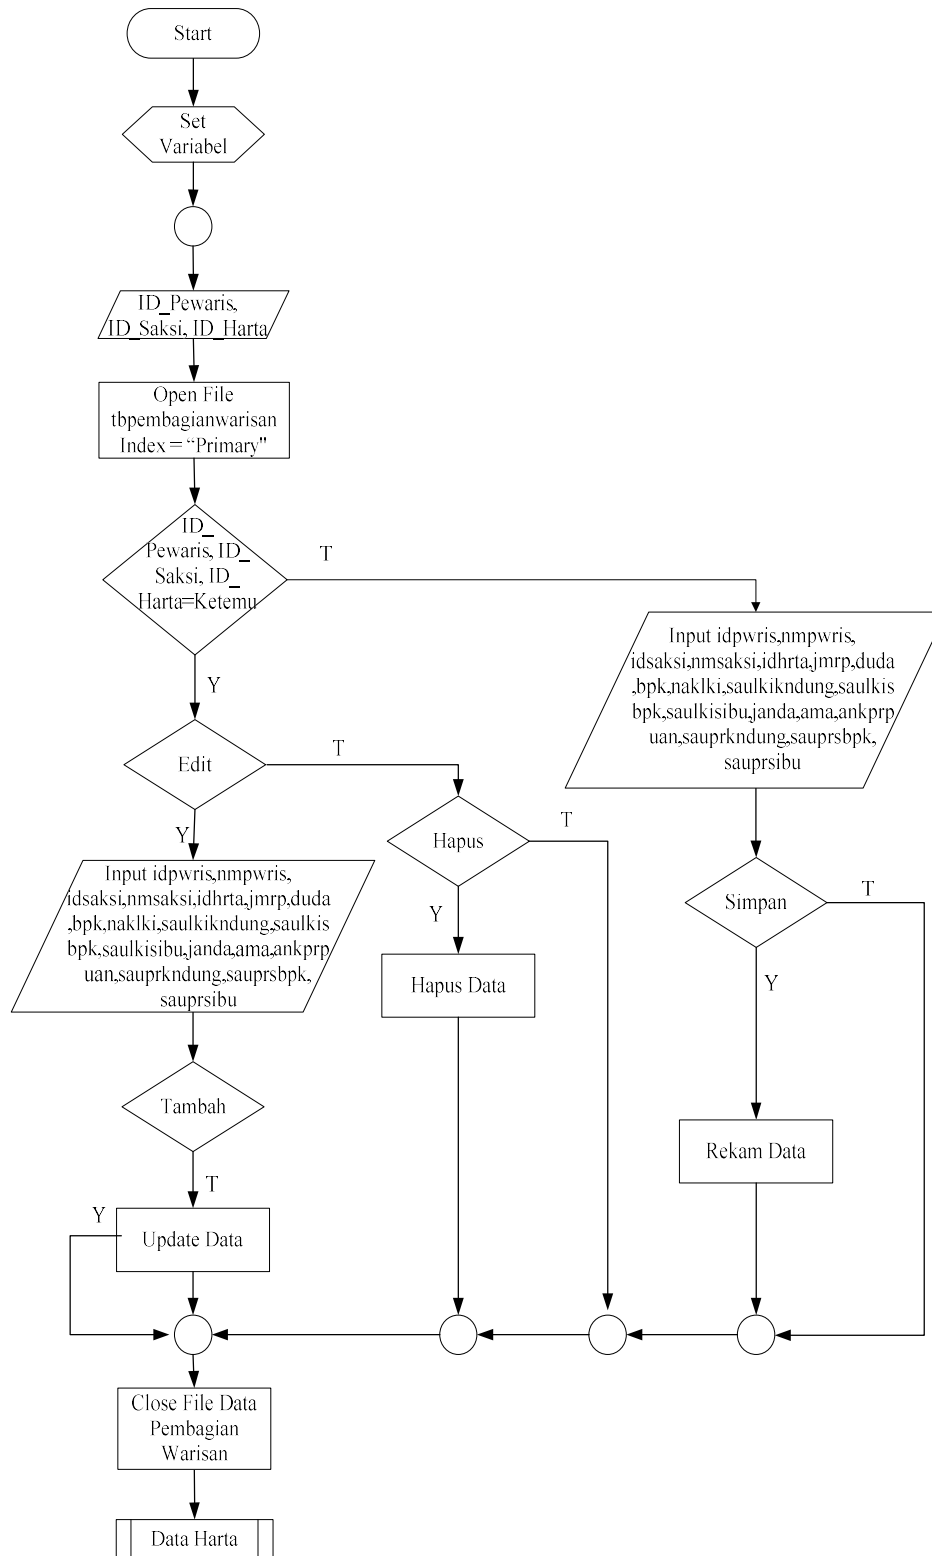 Start
Set
Variabel
ID_Pewaris,
ID_Saksi, ID_Harta
Open File
tbpembagianwarisan
Index = “Primary"
ID_
Pewaris, ID_
Saksi, ID_
Harta=Ketemu
T
Y
Input idpwris,nmpwris,
idsaksi,nmsaksi,idhrta,jmrp,duda
,bpk,naklki,saulkikndung,saulkis
bpk,saulkisibu,janda,ama,ankprp
uan,sauprkndung,sauprsbpk,
sauprsibu
Edit
T
Y
Hapus
T
Y
Simpan
T
Y
Input idpwris,nmpwris,
idsaksi,nmsaksi,idhrta,jmrp,duda
,bpk,naklki,saulkikndung,saulkis
bpk,saulkisibu,janda,ama,ankprp
uan,sauprkndung,sauprsbpk,
sauprsibu
Hapus Data
Tambah
T
Rekam Data
Y
Update Data
Close File Data
Pembagian
Warisan
Data Harta